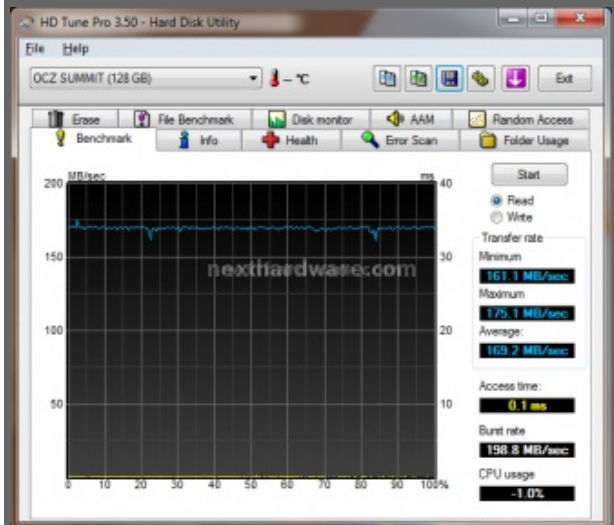 HD Tune Pro 3.50 - Hard Disk Utility
File Help
OCZ SUMMIT (128 GB)
– °C
Exit
Erase File Benchmark Disk monitor AAM Random Access
Benchmark Info Health Error Scan Folder Usage
MB/sec ms
200 40
150 30
100 20
50 10
0 10 20 30 40 50 60 70 80 90 100%
nexthardware.com
Start
Read
Write
Transfer rate
Minimum
161.1 MB/sec
Maximum
175.1 MB/sec
Average:
169.2 MB/sec
Access time:
0.1 ms
Burst rate
198.8 MB/sec
CPU usage
-1.0%